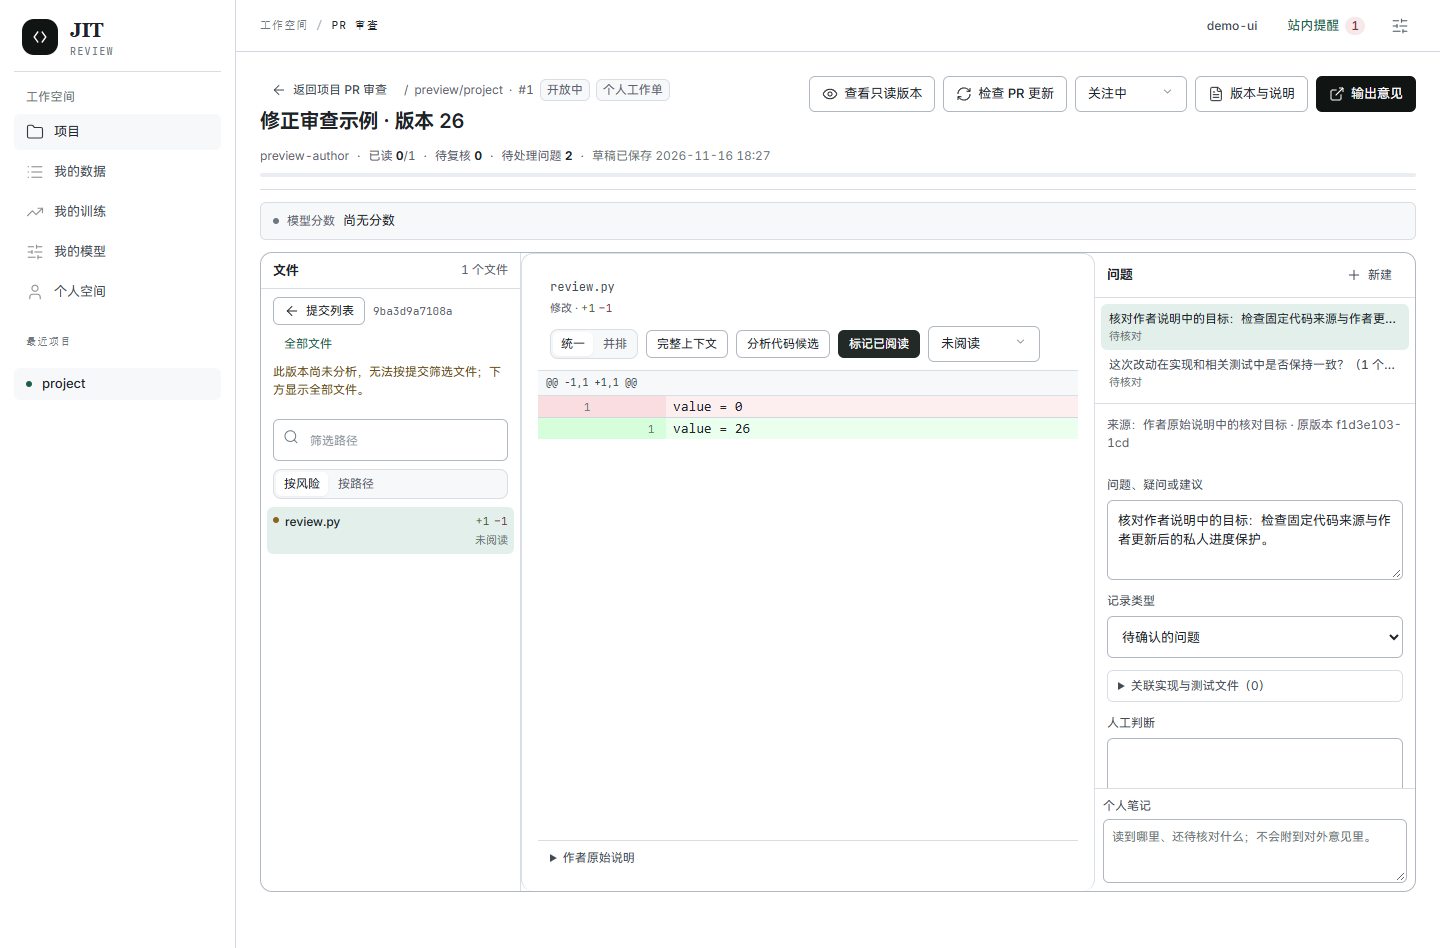 JIT
REVIEW
工作空间
项目
我的数据
我的训练
我的模型
个人空间
最近项目
project
工作空间 / PR 审查
demo-ui
站内提醒 1
返回项目 PR 审查 / preview/project · #1 开放中 个人工作单
修正审查示例 · 版本 26
preview-author · 已读 0/1 · 待复核 0 · 待处理问题 2 · 草稿已保存 2026-11-16 18:27
查看只读版本
检查 PR 更新
关注中
版本与说明
输出意见
模型分数 尚无分数
文件 1 个文件
提交列表 9ba3d9a7108a
全部文件
此版本尚未分析，无法按提交筛选文件；下
方显示全部文件。
筛选路径
按风险 按路径
review.py +1 −1
未阅读
review.py
修改 · +1 −1
统一 并排 完整上下文 分析代码候选 标记已阅读 未阅读
@@ -1,1 +1,1 @@
1 value = 0
1 value = 26
作者原始说明
问题 新建
核对作者说明中的目标：检查固定代码来源与作者更...
待核对
这次改动在实现和相关测试中是否保持一致？（1 个...
待核对
来源：作者原始说明中的核对目标 · 原版本 f1d3e103-
1cd
问题、疑问或建议
核对作者说明中的目标：检查固定代码来源与作
者更新后的私人进度保护。
记录类型
待确认的问题
关联实现与测试文件（0）
人工判断
个人笔记
读到哪里、还待核对什么；不会附到对外意见里。